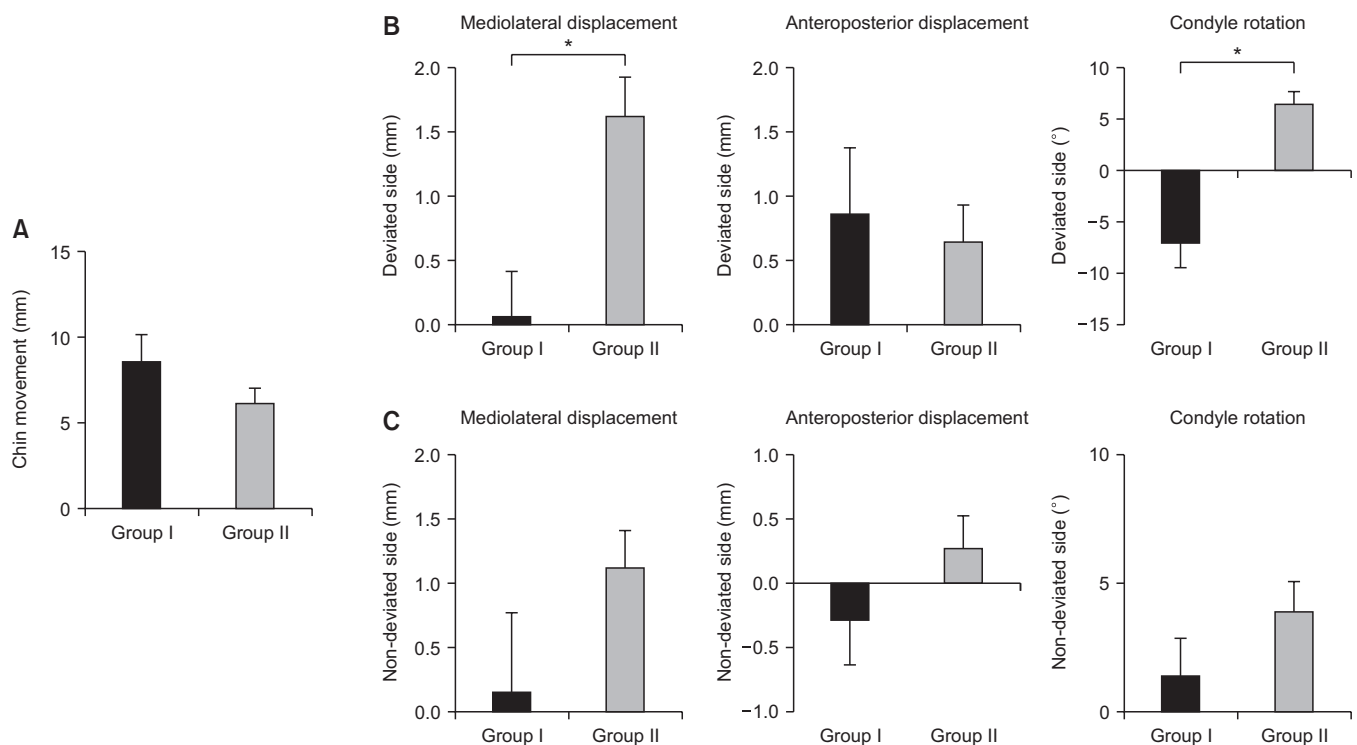 A
Chin movement (mm)
15
10
5
0
Group I
Group II
B
Mediolateral displacement
*
Deviated side (mm)
2.0
1.5
1.0
0.5
0.0
Group I
Group II
Anteroposterior displacement
Deviated side (mm)
2.0
1.5
1.0
0.5
0.0
Group I
Group II
Condyle rotation
*
Deviated side (°)
10
5
0
−5
−10
−15
Group I
Group II
C
Mediolateral displacement
Non-deviated side (mm)
2.0
1.5
1.0
0.5
0.0
Group I
Group II
Anteroposterior displacement
Non-deviated side (mm)
1.0
0.5
0.0
−0.5
−1.0
Group I
Group II
Condyle rotation
Non-deviated side (°)
10
5
0
Group I
Group II